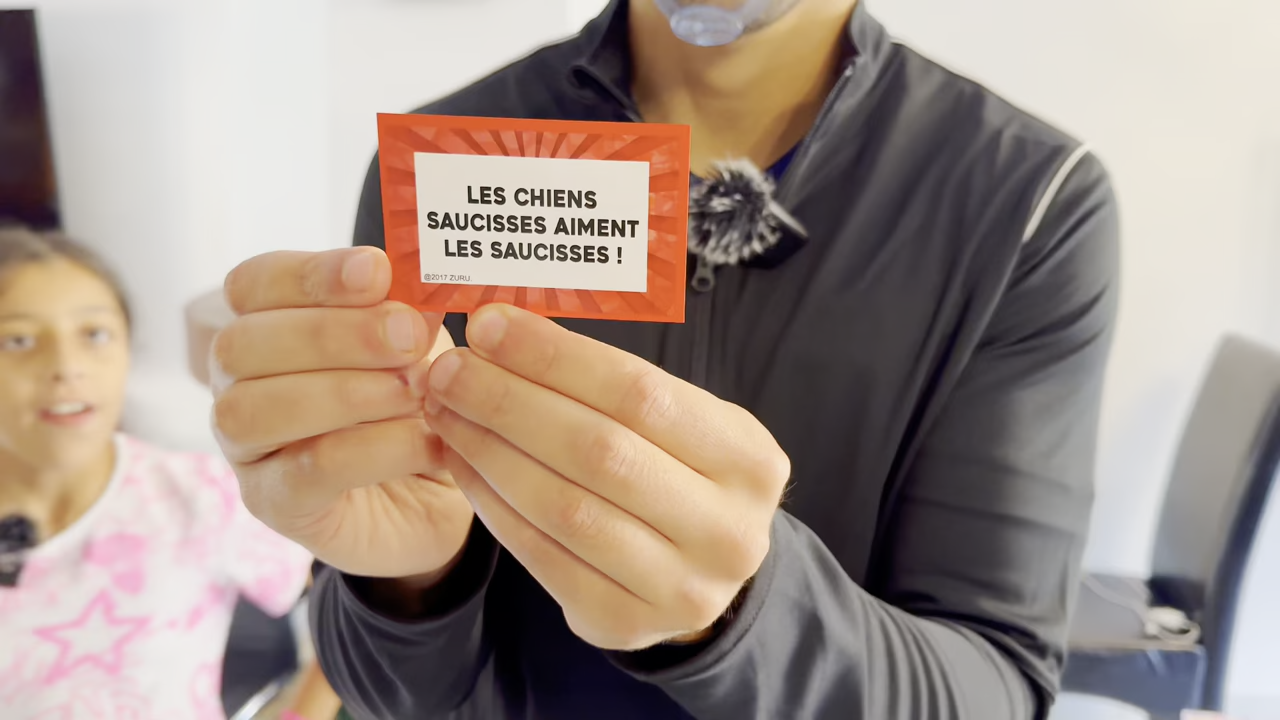 LES CHIENS
SAUCISSES AIMENT
LES SAUCISSES !
@2017 ZURU.